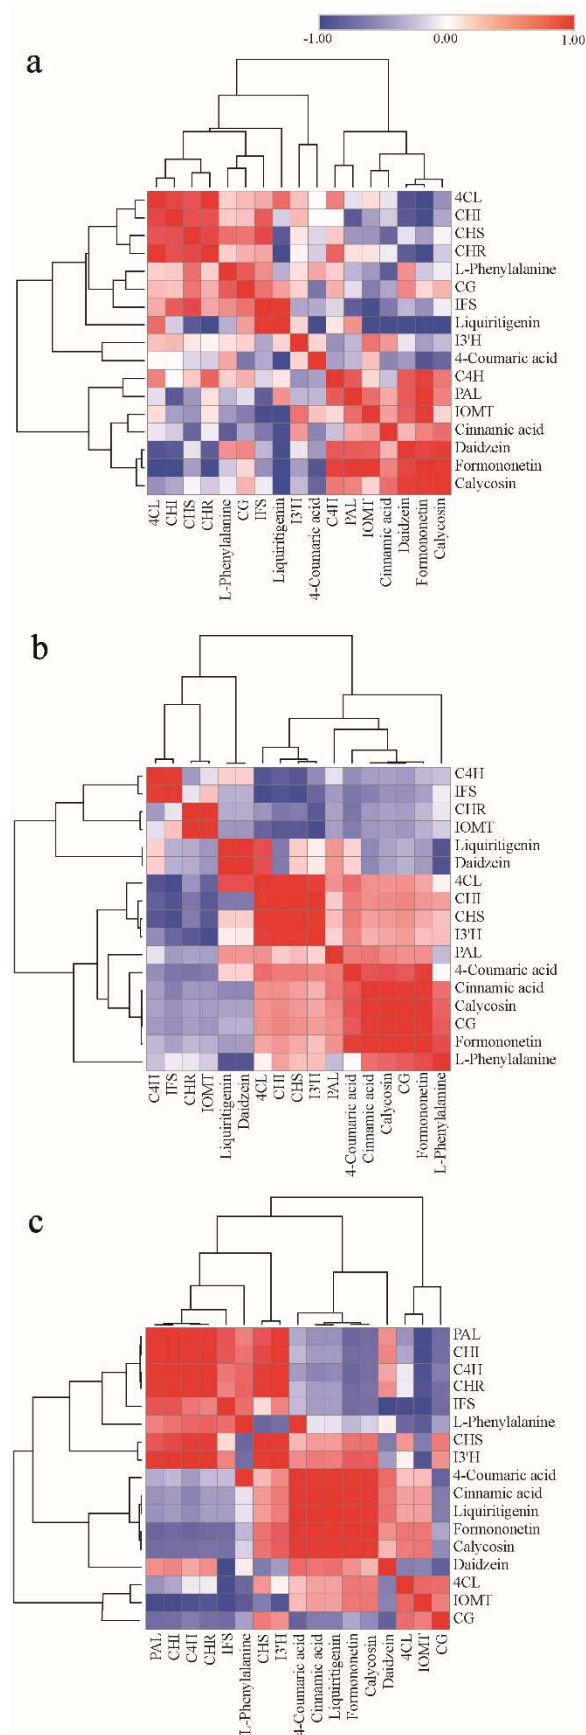 -1.00
0.00
1.00
a
4CL
CHI
CHS
CHR
L-Phenylalanine
CG
IFS
Liquiritigenin
I3'H
4-Coumaric acid
C4H
PAL
IOMT
Cinnamic acid
Daidzein
Formononetin
Calycosin
4CL
CHI
CHS
CHR
L-Phenylalanine
CG
IFS
Liquiritigenin
I3'H
4-Coumaric acid
C4H
PAL
IOMT
Cinnamic acid
Daidzein
Formononetin
Calycosin
b
C4H
IFS
CHR
IOMT
Liquiritigenin
Daidzein
4CL
CHI
CHS
I3'H
PAL
4-Coumaric acid
Cinnamic acid
Calycosin
CG
Formononetin
L-Phenylalanine
C4H
IFS
CHR
IOMT
Liquiritigenin
Daidzein
4CL
CHI
CHS
I3'H
PAL
4-Coumaric acid
Cinnamic acid
Calycosin
CG
Formononetin
L-Phenylalanine
c
PAL
CHI
C4H
CHR
IFS
L-Phenylalanine
CHS
I3'H
4-Coumaric acid
Cinnamic acid
Liquiritigenin
Formononetin
Calycosin
Daidzein
4CL
IOMT
CG
PAL
CHI
C4H
CHR
IFS
L-Phenylalanine
CHS
I3'H
4-Coumaric acid
Cinnamic acid
Liquiritigenin
Formononetin
Calycosin
Daidzein
4CL
IOMT
CG